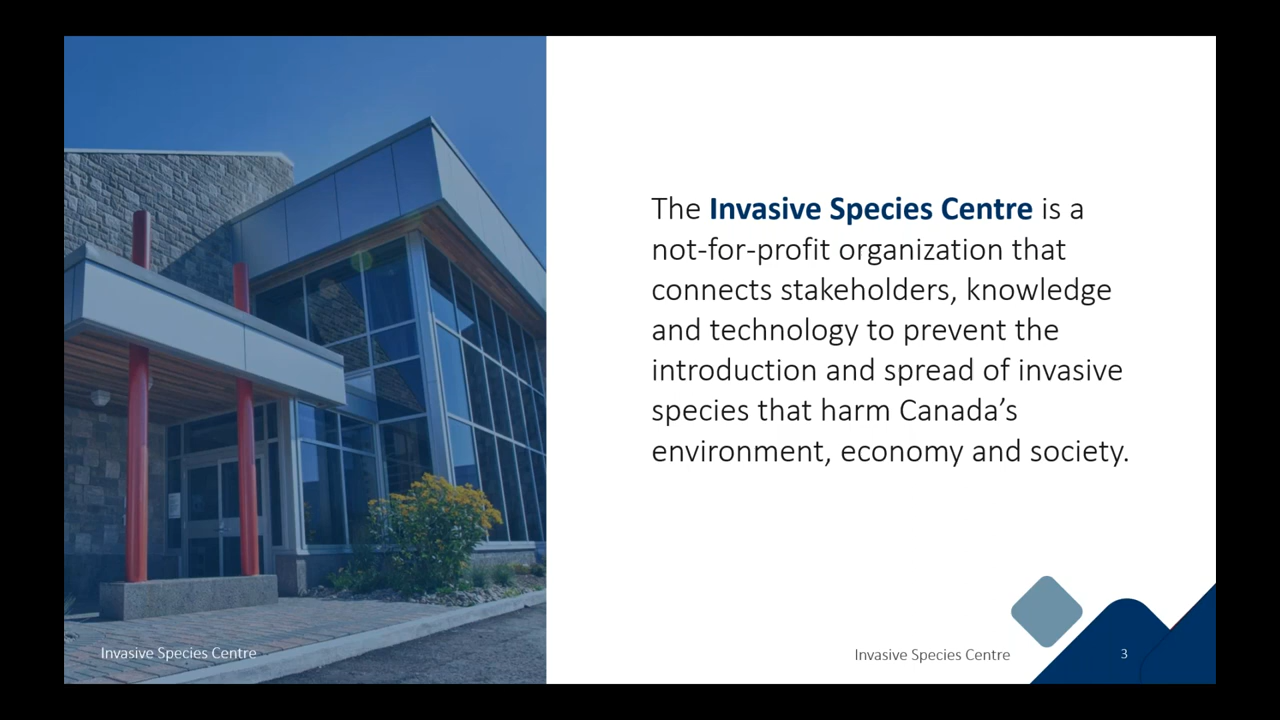 The Invasive Species Centre is a
not-for-profit organization that
connects stakeholders, knowledge
and technology to prevent the
introduction and spread of invasive
species that harm Canada’s
environment, economy and society.
Invasive Species Centre
Invasive Species Centre
3